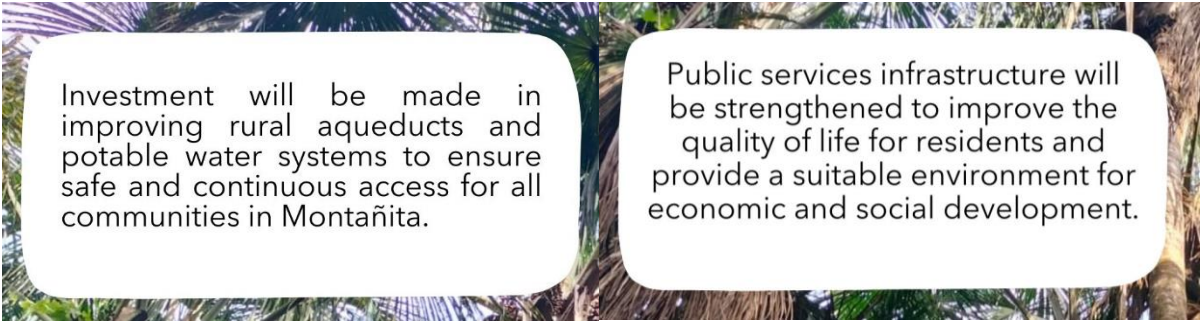 Investment will be made in
improving rural aqueducts and
potable water systems to ensure
safe and continuous access for all
communities in Montañita.
Public services infrastructure will
be strengthened to improve the
quality of life for residents and
provide a suitable environment for
economic and social development.